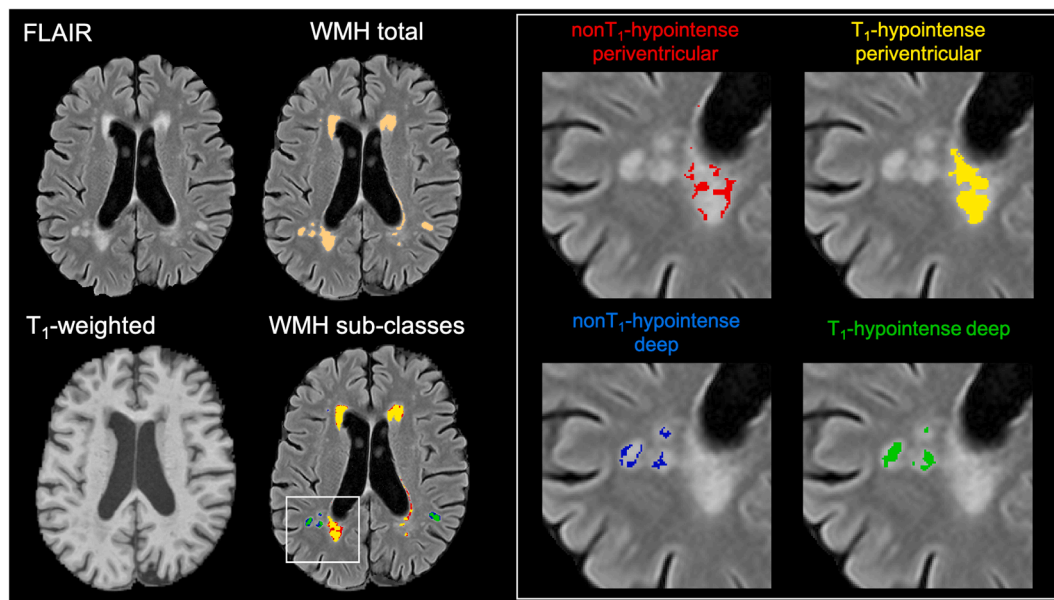 FLAIR
WMH total
nonT₁-hypointense
periventricular
T₁-hypointense
periventricular
T₁-weighted
WMH sub-classes
nonT₁-hypointense
deep
T₁-hypointense deep